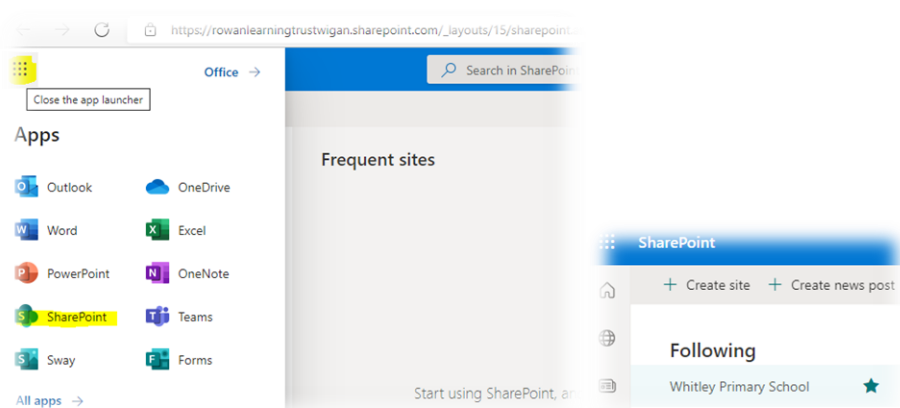 https://rowanlearningtrustwigan.sharepoint.com/_layouts/15/sharepoint.
Office →
Search in SharePoint
Close the app launcher
Apps
Frequent sites
Outlook
OneDrive
Word
Excel
PowerPoint
OneNote
SharePoint
Teams
Sway
Forms
All apps →
Start using SharePoint, an
SharePoint
+ Create site
+ Create news post
Following
Whitley Primary School